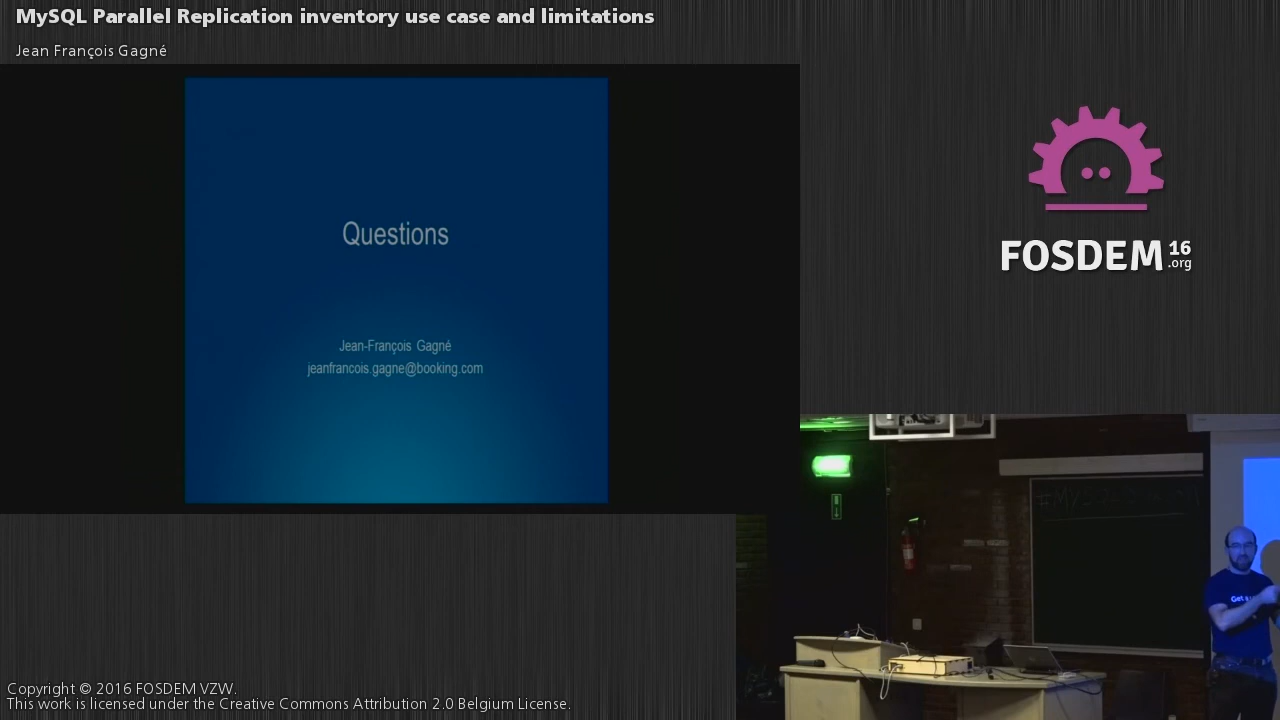 MySQL Parallel Replication inventory use case and limitations
Jean François Gagné
Questions
Jean-François Gagné
jeanfrancois.gagne@booking.com
FOSDEM 16
.org
Copyright © 2016 FOSDEM VZW.
This work is licensed under the Creative Commons Attribution 2.0 Belgium License.